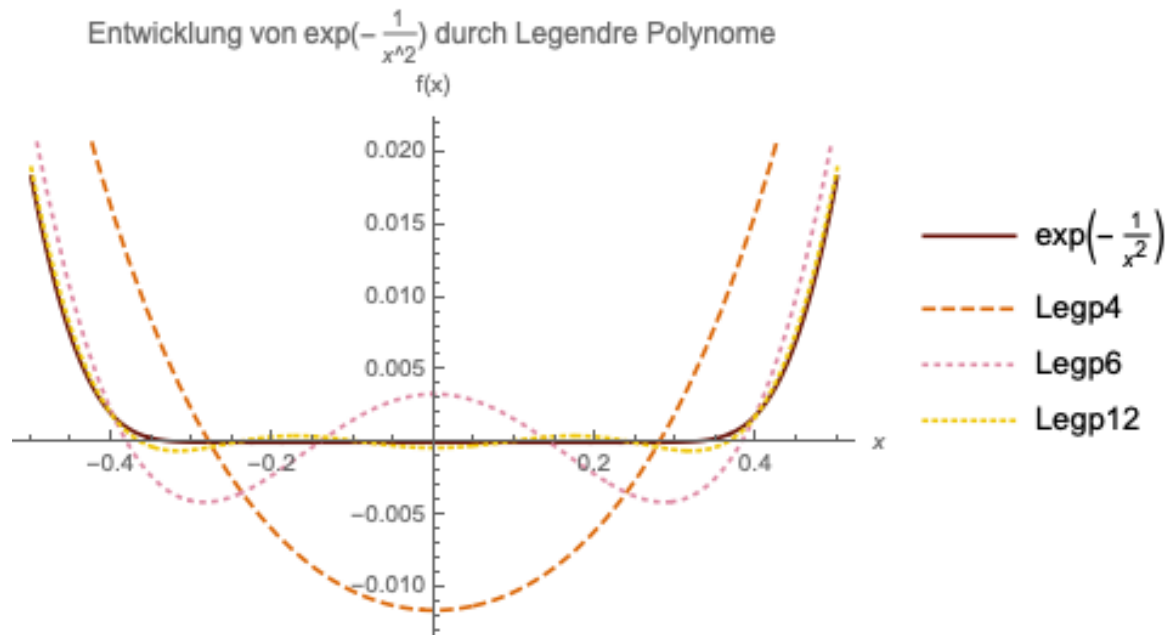 Entwicklung von exp(-1/x^2) durch Legendre Polynome
f(x)
0.020
0.015
0.010
0.005
-0.4 -0.2 0.2 0.4 x
-0.005
-0.010
exp(-1/x²)
Legp4
Legp6
Legp12